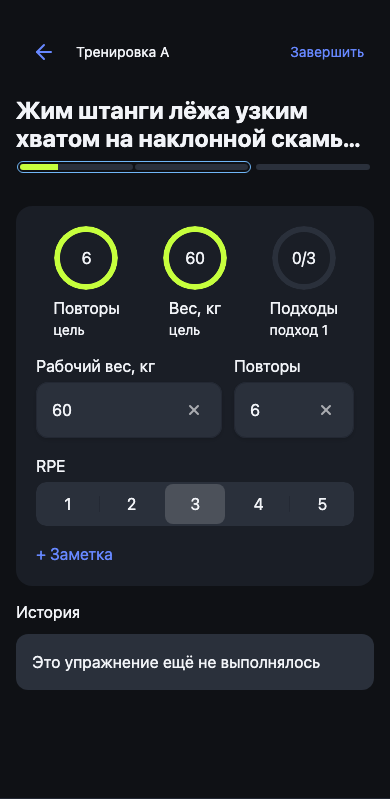 Тренировка A
Завершить
Жим штанги лёжа узким
хватом на наклонной скамь...
6
60
0/3
Повторы
Вес, кг
Подходы
цель
цель
подход 1
Рабочий вес, кг
Повторы
60
6
RPE
1 2 3 4 5
+ Заметка
История
Это упражнение ещё не выполнялось